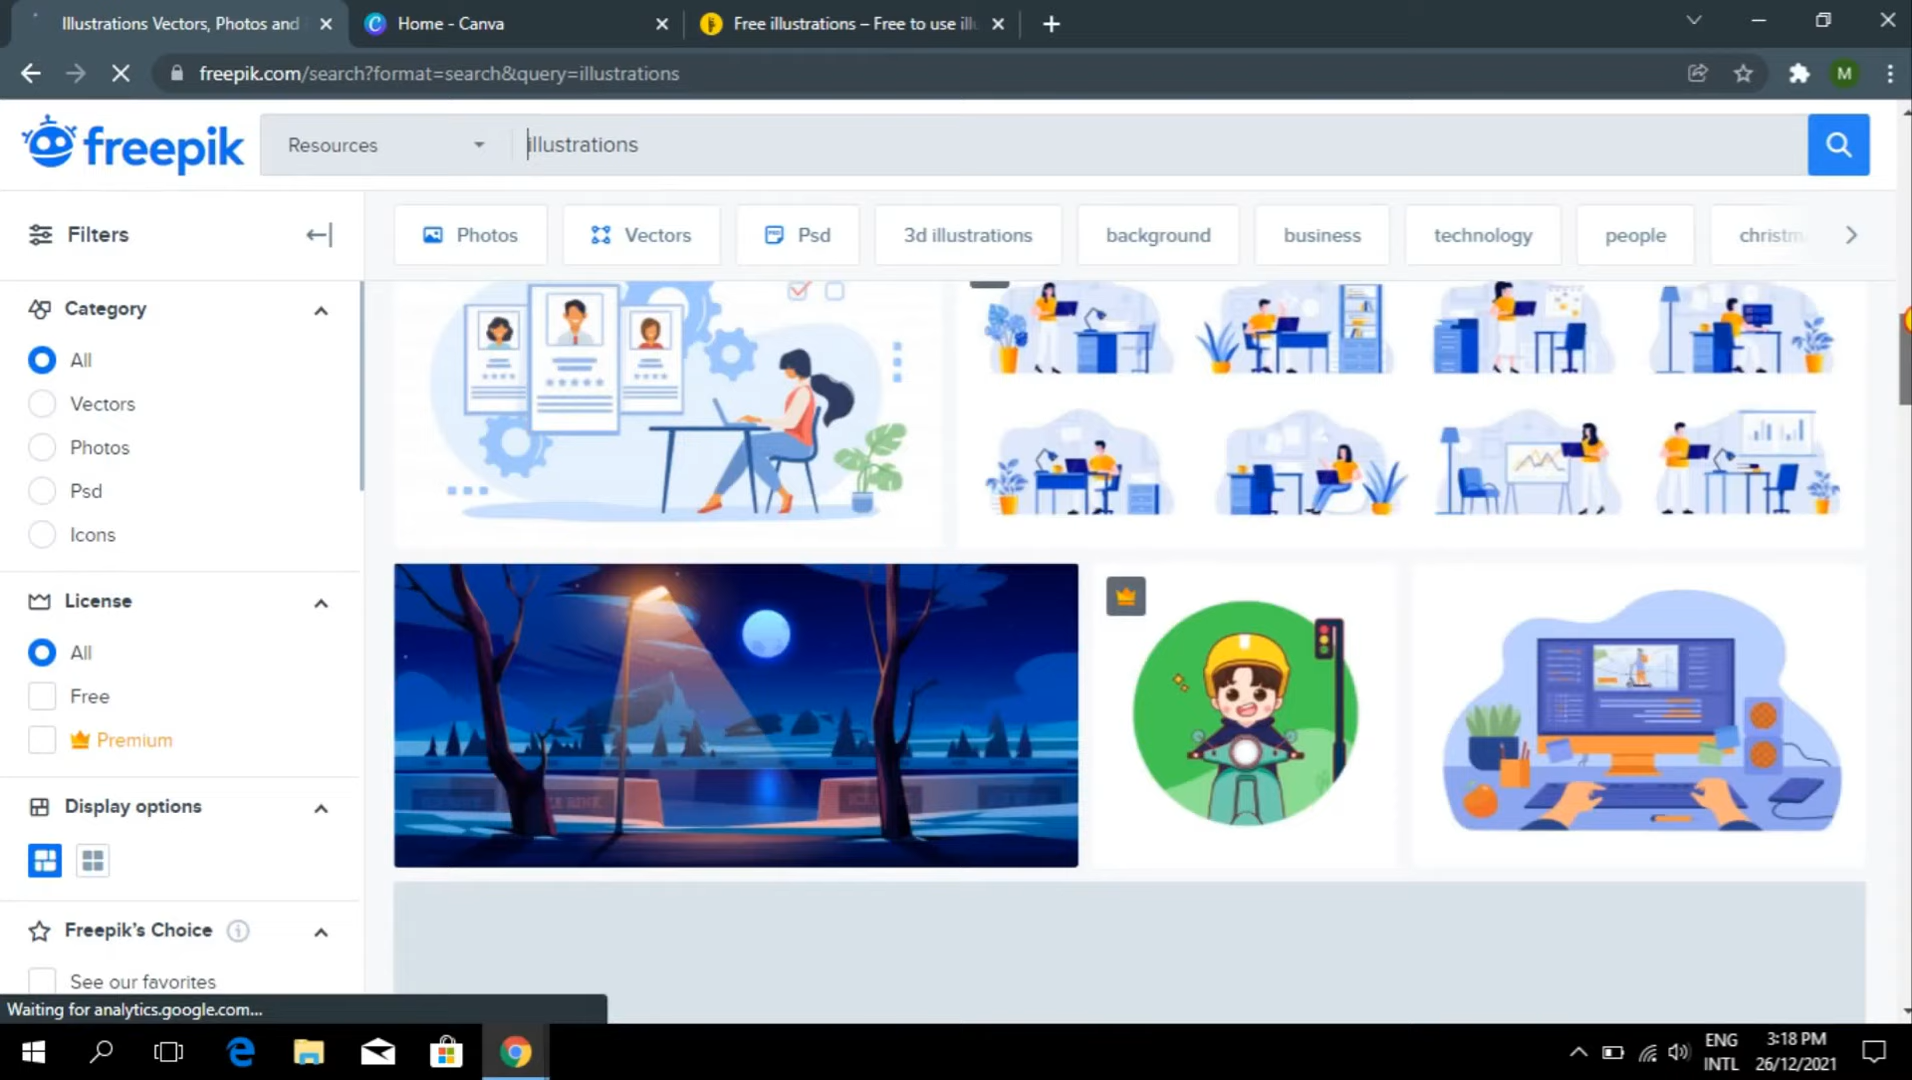 Illustrations Vectors, Photos and
Home - Canva
Free illustrations – Free to use ill
freepik.com/search?format=search&query=illustrations
M
freepik
Resources
illustrations
Filters
Photos
Vectors
Psd
3d illustrations
background
business
technology
people
christm
Category
All
Vectors
Photos
Psd
Icons
License
All
Free
Premium
Display options
Freepik's Choice
See our favorites
Waiting for analytics.google.com...
ENG
INTL
3:18 PM
26/12/2021